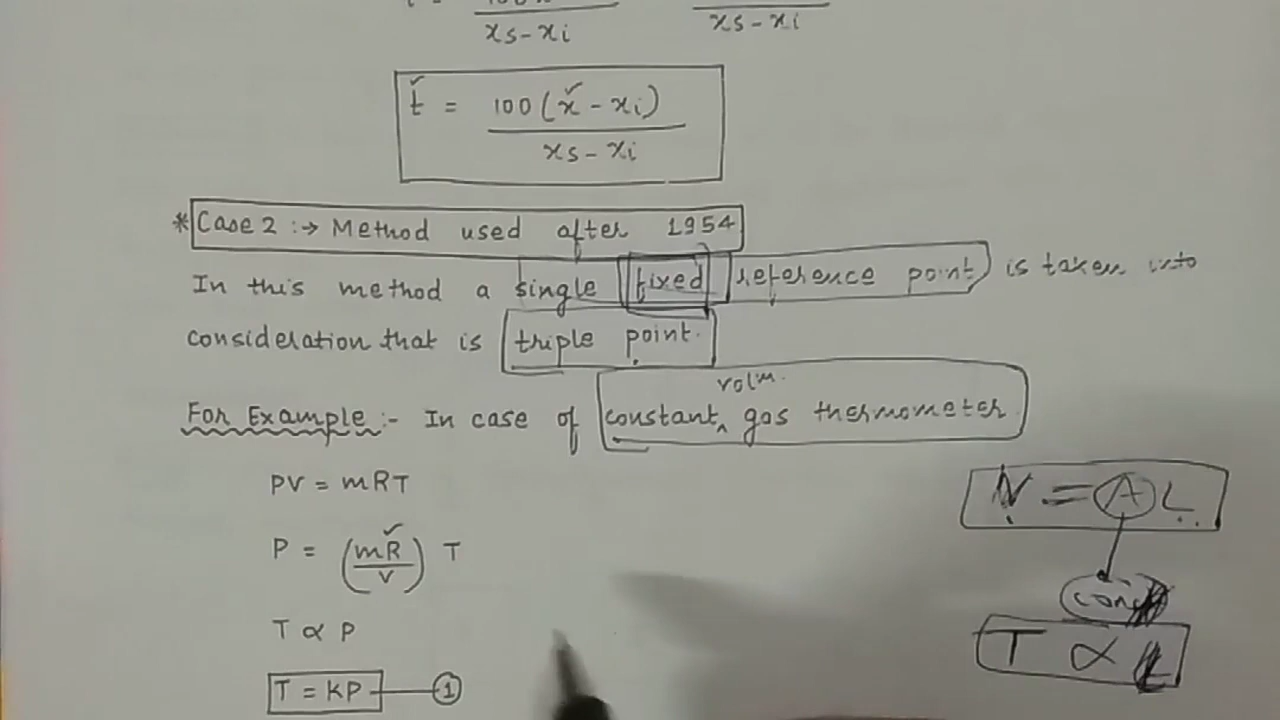 xs-xi xs-xi
t = 100(x - xi)
xs - xi
*Case 2 :→ Method used after 1954
In this method a single fixed reference point is taken into
consideration that is triple point.
volm.
For Example :- In case of constant^ gas thermometer
PV = mRT
P = (mR/V) T
T ∝ P
T = KP — ①
V = A L
T ∝ L